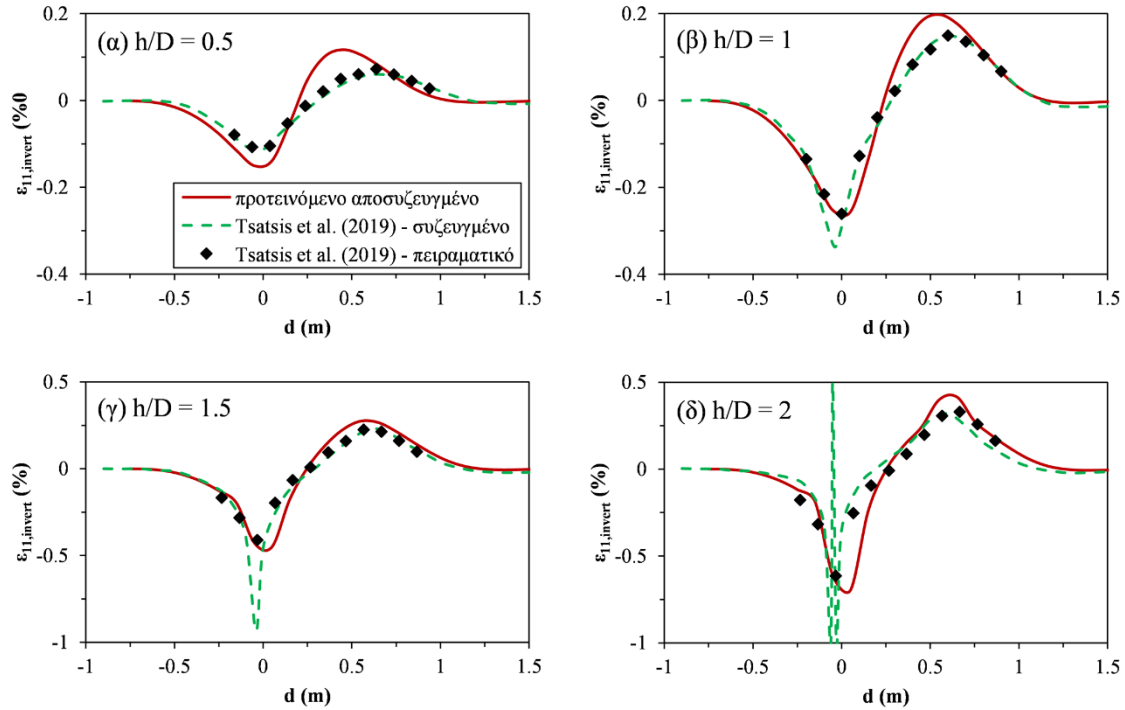 (α) h/D = 0.5
0.2
0
-0.2
-0.4
ε11,invert (%0
-1
-0.5
0
0.5
1
1.5
d (m)
προτεινόμενο αποσυζευγμένο
Tsatsis et al. (2019) - συζευγμένο
Tsatsis et al. (2019) - πειραματικό
(β) h/D = 1
0.2
0
-0.2
-0.4
ε11,invert (%)
-1
-0.5
0
0.5
1
1.5
d (m)
(γ) h/D = 1.5
0.5
0
-0.5
-1
ε11,invert (%)
-1
-0.5
0
0.5
1
1.5
d (m)
(δ) h/D = 2
0.5
0
-0.5
-1
ε11,invert (%)
-1
-0.5
0
0.5
1
1.5
d (m)